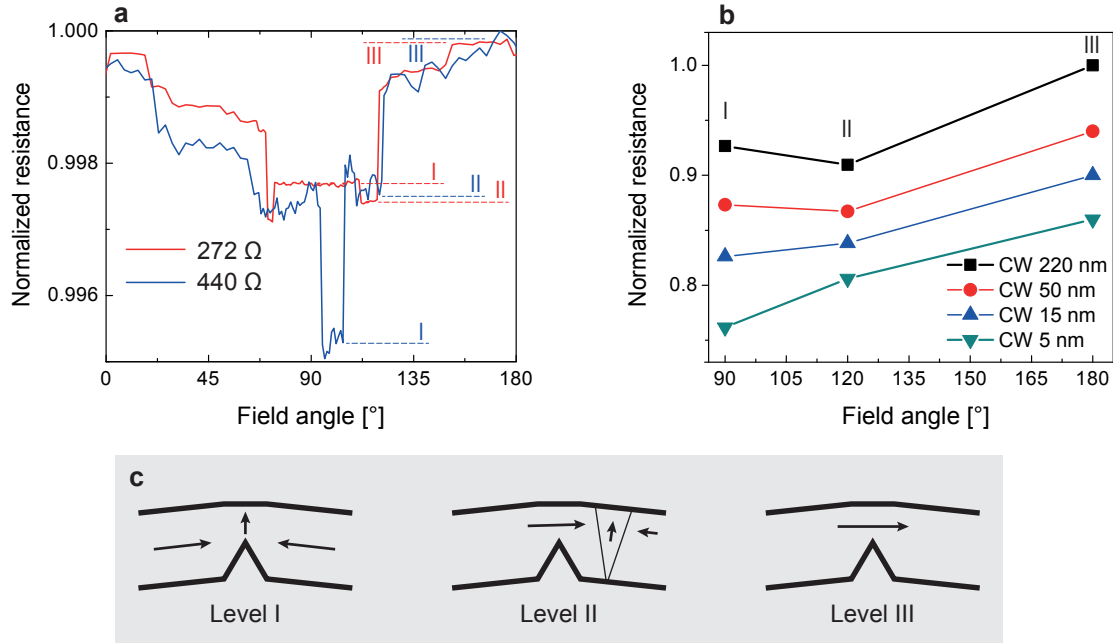 a
Normalized resistance
1.000
0.998
0.996
III
III
I
II
II
I
272 Ω
440 Ω
0
45
90
135
180
Field angle [°]
b
Normalized resistance
1.0
0.9
0.8
I
II
III
CW 220 nm
CW 50 nm
CW 15 nm
CW 5 nm
90
105
120
135
150
165
180
Field angle [°]
c
Level I
Level II
Level III